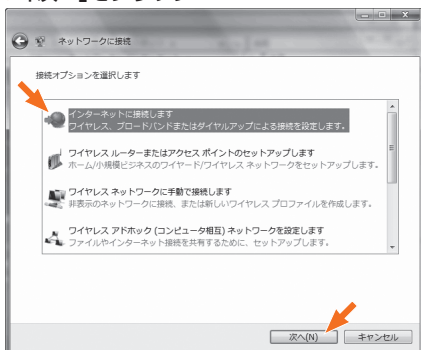 ネットワークに接続
接続オプションを選択します
インターネットに接続します
ワイヤレス、ブロードバンドまたはダイヤルアップによる接続を設定します。
ワイヤレス ルーターまたはアクセス ポイントのセットアップします
ホーム/小規模ビジネスのワイヤード/ワイヤレス ネットワークをセットアップします。
ワイヤレス ネットワークに手動で接続します
非表示のネットワークに接続、または新しいワイヤレス プロファイルを作成します。
ワイヤレス アドホック (コンピュータ相互) ネットワークを設定します
ファイルやインターネット接続を共有するために、セットアップします。
次へ(N)
キャンセル